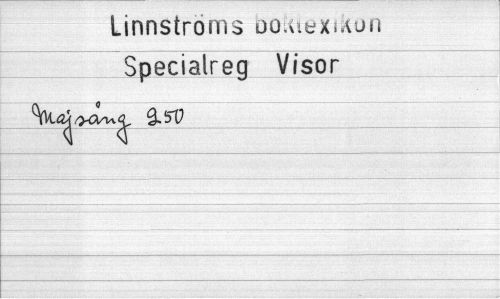 Linnströms boklexikon
Specialreg Visor
Majsång 250